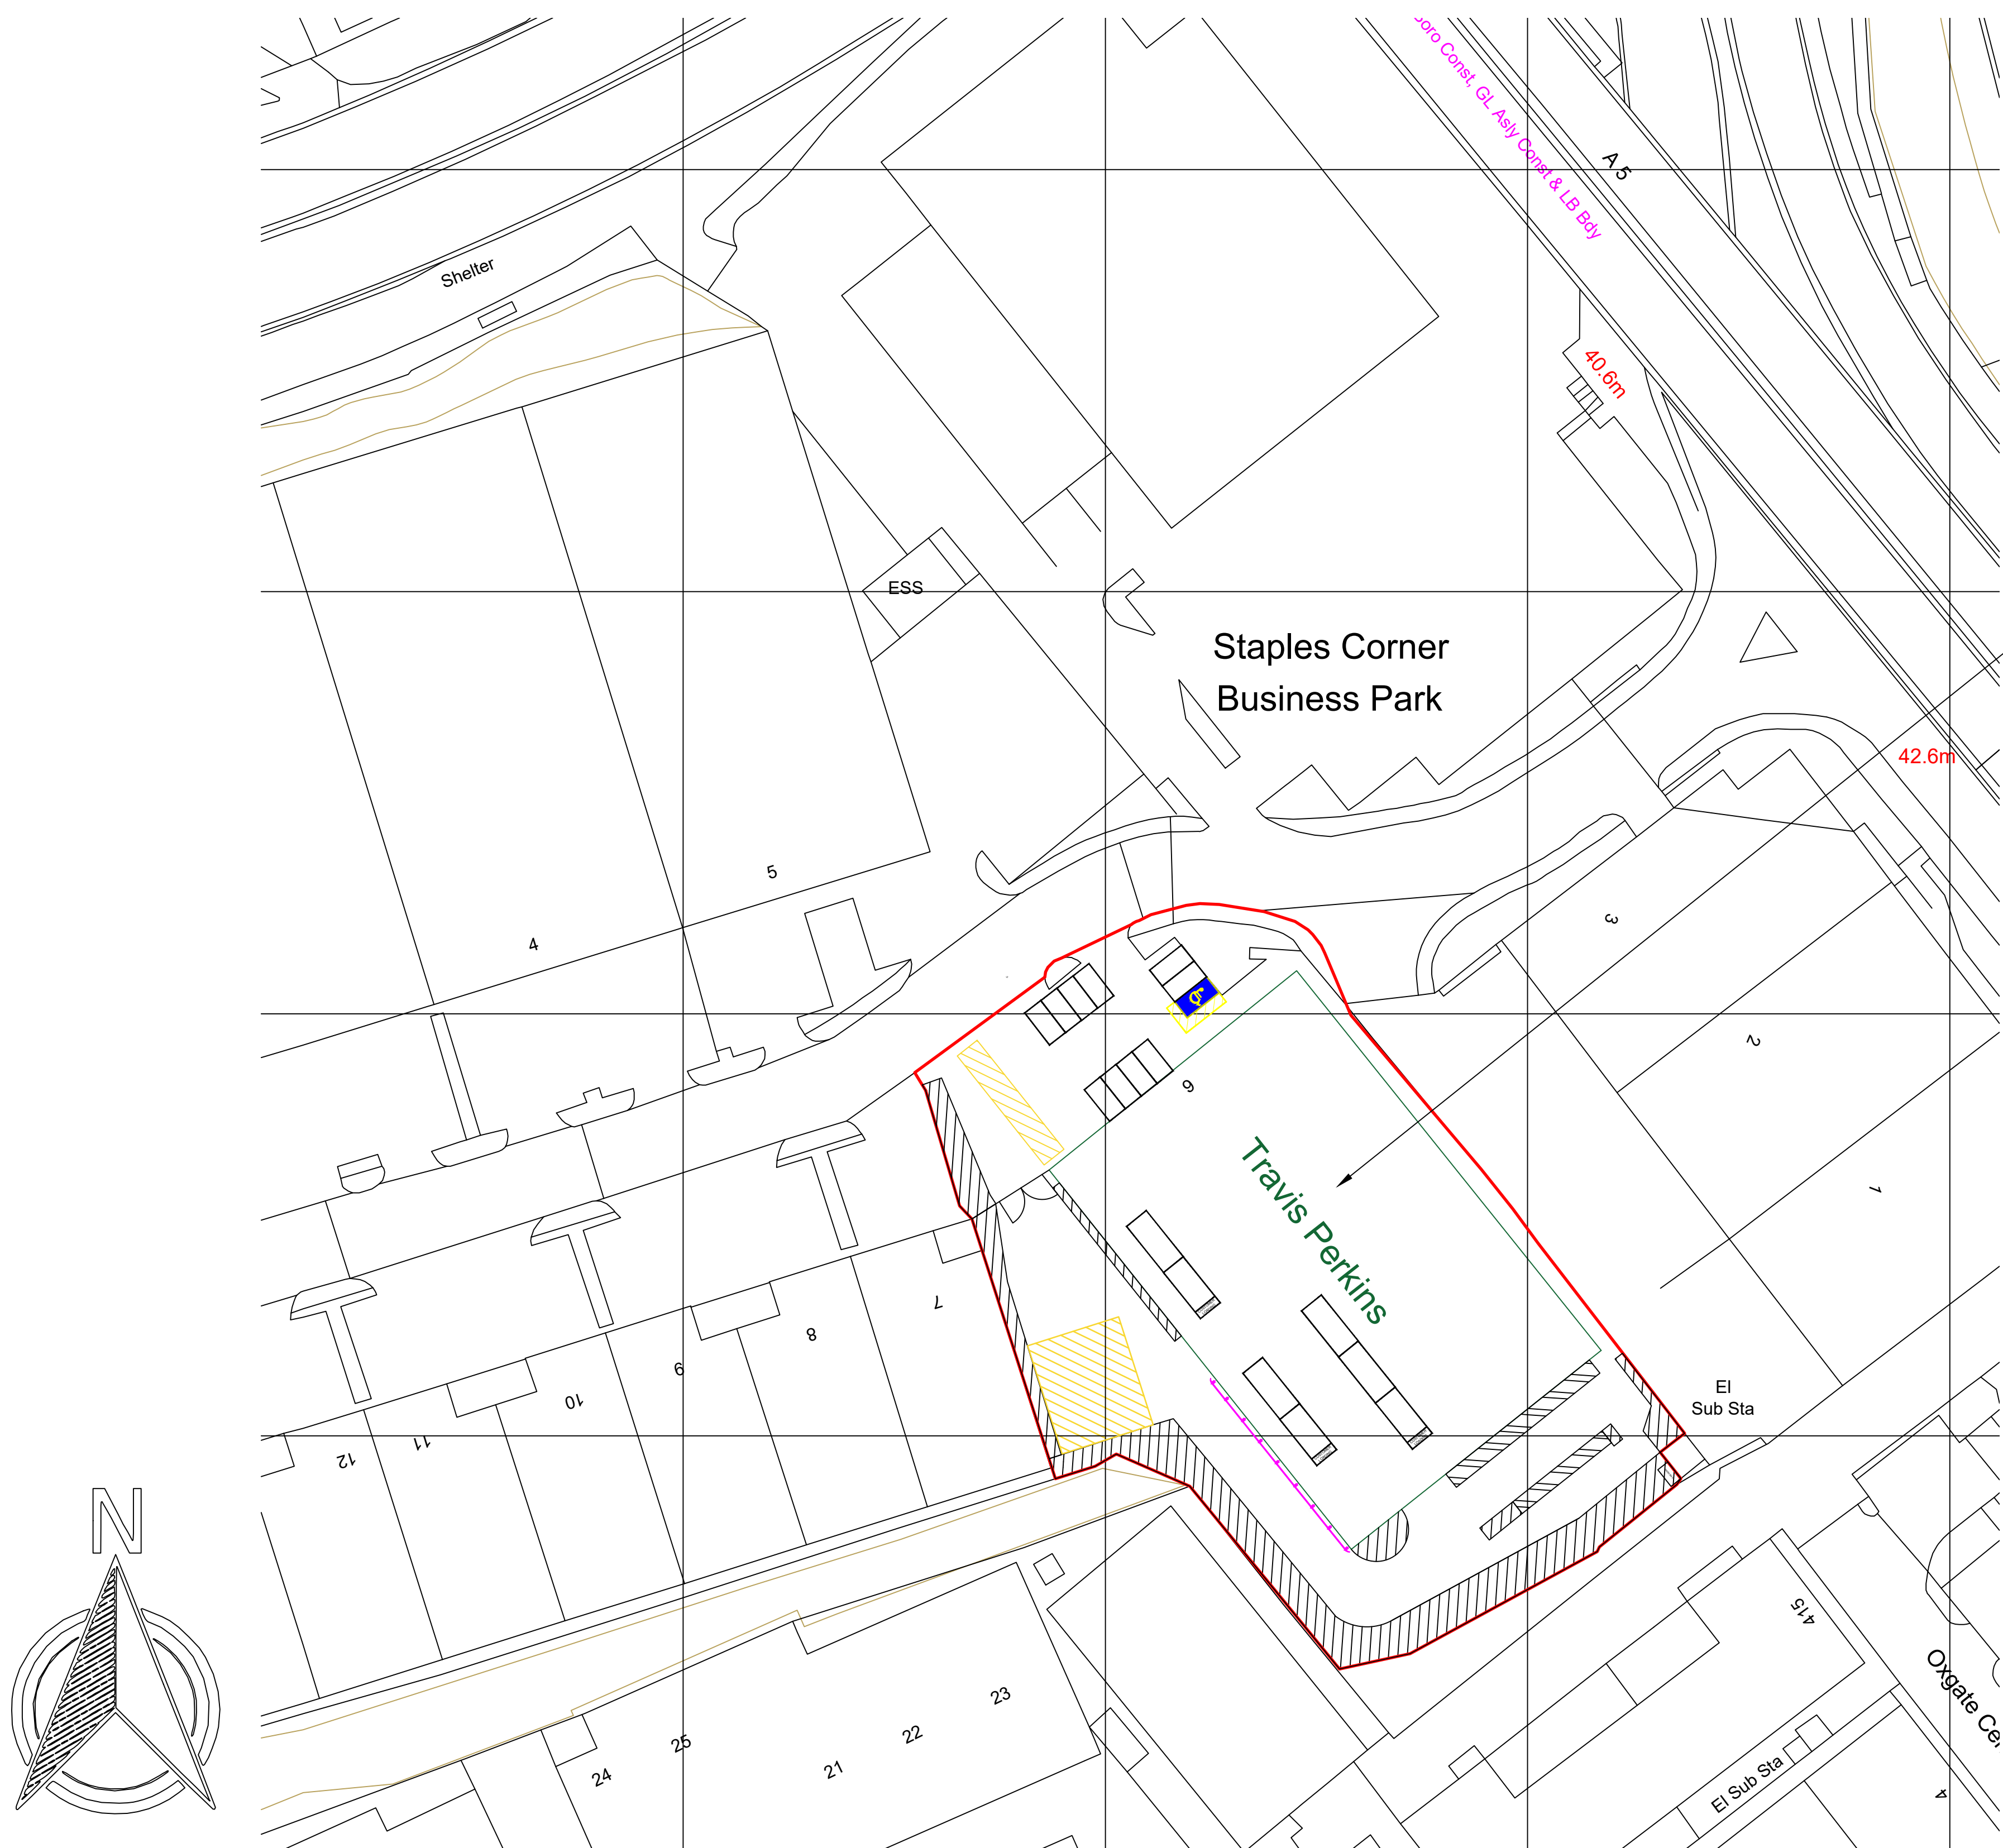 oro Const, GL Asly Const & LB Bdy
A 5
Shelter
40.6m
ESS
Staples Corner
Business Park
42.6m
5
4
3
2
1
6
Travis Perkins
7
8
9
10
11
12
El
Sub Sta
415
Oxgate Ce
23
22
25
21
24
El Sub Sta
4
N